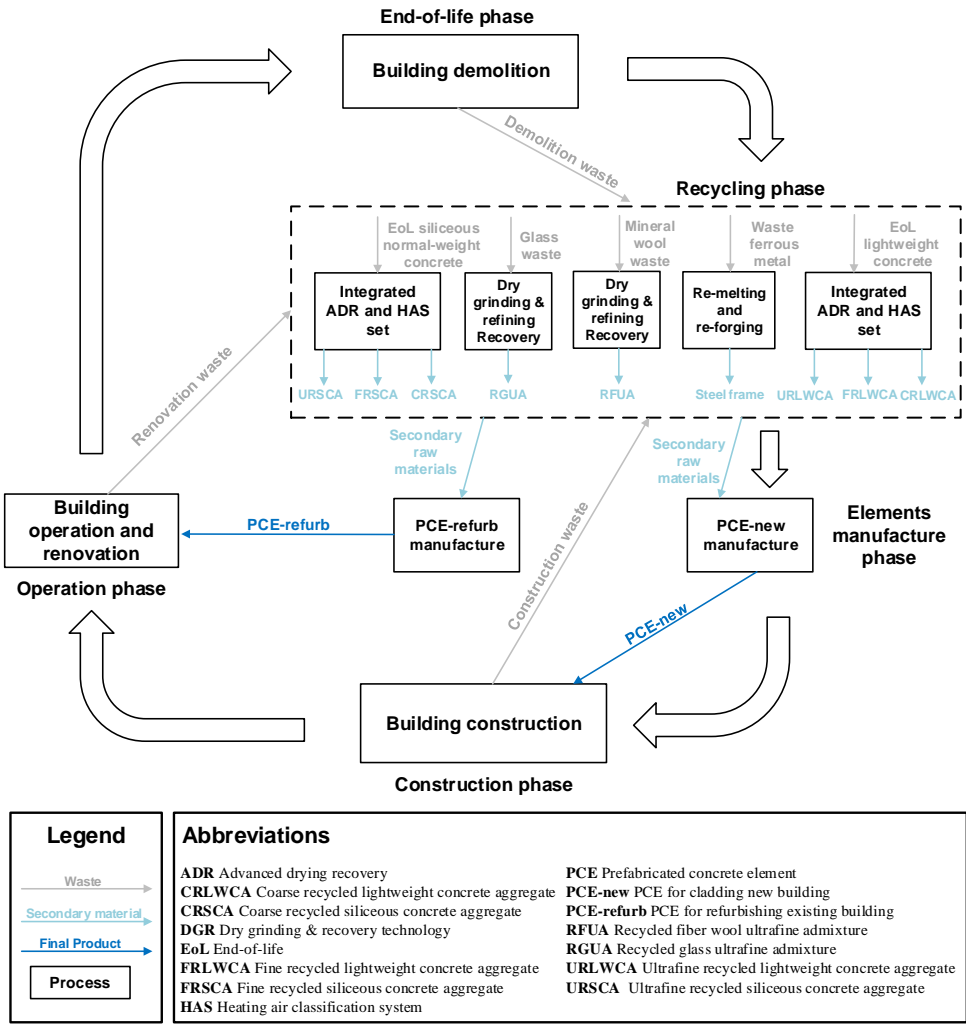 End-of-life phase
Building demolition
Demolition waste
Recycling phase
EoL siliceous
normal-weight
concrete
Glass
waste
Mineral
wool
waste
Waste
ferrous
metal
EoL
lightweight
concrete
Integrated
ADR and HAS
set
Dry
grinding &
refining
Recovery
Dry
grinding &
refining
Recovery
Re-melting
and
re-forging
Integrated
ADR and HAS
set
URSCA
FRSCA
CRSCA
RGUA
RFUA
Steel frame
URLWCA
FRLWCA
CRLWCA
Renovation waste
Secondary
raw
materials
Secondary
raw
materials
Building
operation and
renovation
Operation phase
PCE-refurb
PCE-refurb
manufacture
Construction waste
PCE-new
manufacture
Elements
manufacture
phase
PCE-new
Building construction
Construction phase
Legend
Waste
Secondary material
Final Product
Process
Abbreviations
ADR Advanced drying recovery
CRLWCA Coarse recycled lightweight concrete aggregate
CRSCA Coarse recycled siliceous concrete aggregate
DGR Dry grinding & recovery technology
EoL End-of-life
FRLWCA Fine recycled lightweight concrete aggregate
FRSCA Fine recycled siliceous concrete aggregate
HAS Heating air classification system
PCE Prefabricated concrete element
PCE-new PCE for cladding new building
PCE-refurb PCE for refurbishing existing building
RFUA Recycled fiber wool ultrafine admixture
RGUA Recycled glass ultrafine admixture
URLWCA Ultrafine recycled lightweight concrete aggregate
URSCA Ultrafine recycled siliceous concrete aggregate